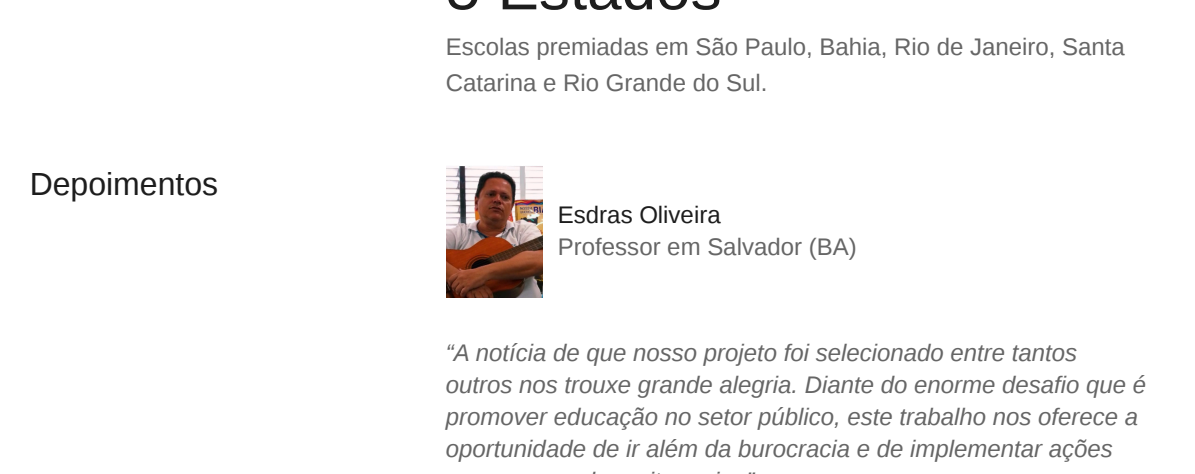 Estados
Escolas premiadas em São Paulo, Bahia, Rio de Janeiro, Santa
Catarina e Rio Grande do Sul.
Depoimentos
Esdras Oliveira
Professor em Salvador (BA)
“A notícia de que nosso projeto foi selecionado entre tantos
outros nos trouxe grande alegria. Diante do enorme desafio que é
promover educação no setor público, este trabalho nos oferece a
oportunidade de ir além da burocracia e de implementar ações